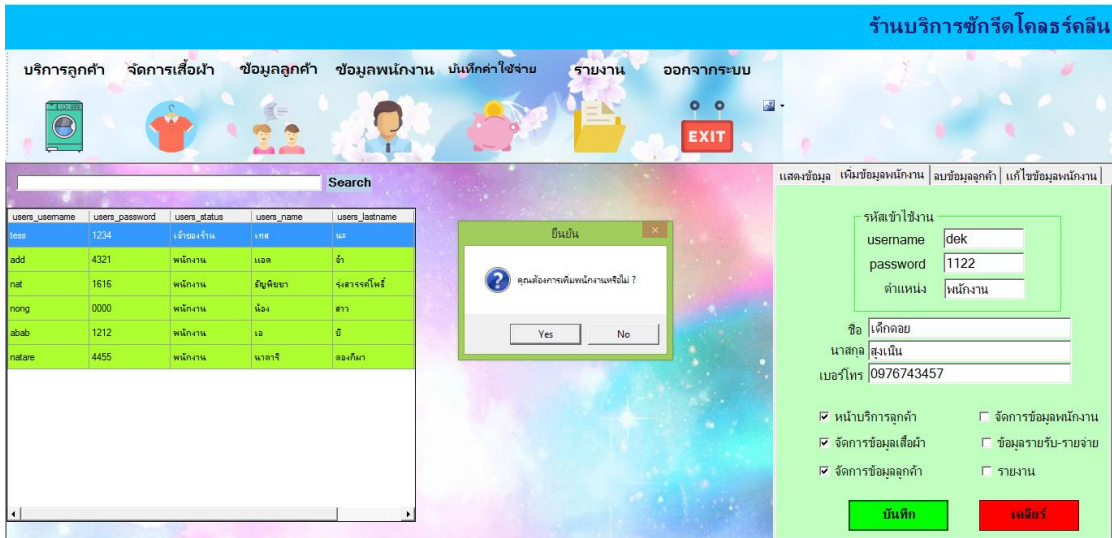 ร้านบริการซักรีดโคลธร์คลีน
บริการลูกค้า จัดการเสื้อผ้า ข้อมูลลูกค้า ข้อมูลพนักงาน บันทึกค่าใช้จ่าย รายงาน ออกจากระบบ
EXIT
Search
users_username users_password users_status users_name users_lastname
tess 1234 เจ้าของร้าน เทส นะ
add 4321 พนักงาน แอด จ้า
nat 1616 พนักงาน ธัญพิชชา รุ่งสวรรค์โพธิ์
nong 0000 พนักงาน น้อง สาว
abab 1212 พนักงาน เอ บี
natare 4455 พนักงาน นาตารี
ยืนยัน
คุณต้องการเพิ่มพนักงานหรือไม่ ?
Yes No
แสดงข้อมูล เพิ่มข้อมูลพนักงาน ลบข้อมูลลูกค้า แก้ไขข้อมูลพนักงาน
รหัสเข้าใช้งาน
username dek
password 1122
ตำแหน่ง พนักงาน
ชื่อ เด็กดอย
นาสกุล สูงเนิน
เบอร์โทร 0976743457
หน้าบริการลูกค้า จัดการข้อมูลพนักงาน
จัดการข้อมูลเสื้อผ้า ข้อมูลรายรับ-รายจ่าย
จัดการข้อมูลลูกค้า รายงาน
บันทึก เคลียร์